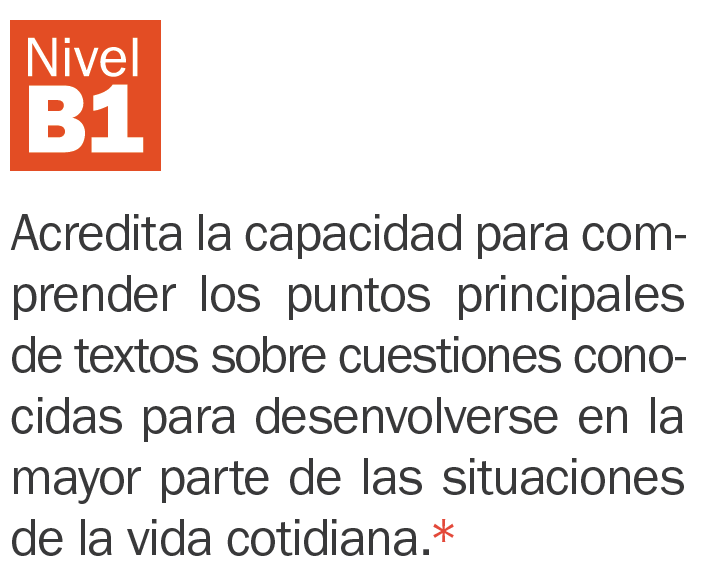 Nivel
B1
Acredita la capacidad para com-
prender los puntos principales
de textos sobre cuestiones cono-
cidas para desenvolverse en la
mayor parte de las situaciones
de la vida cotidiana.*